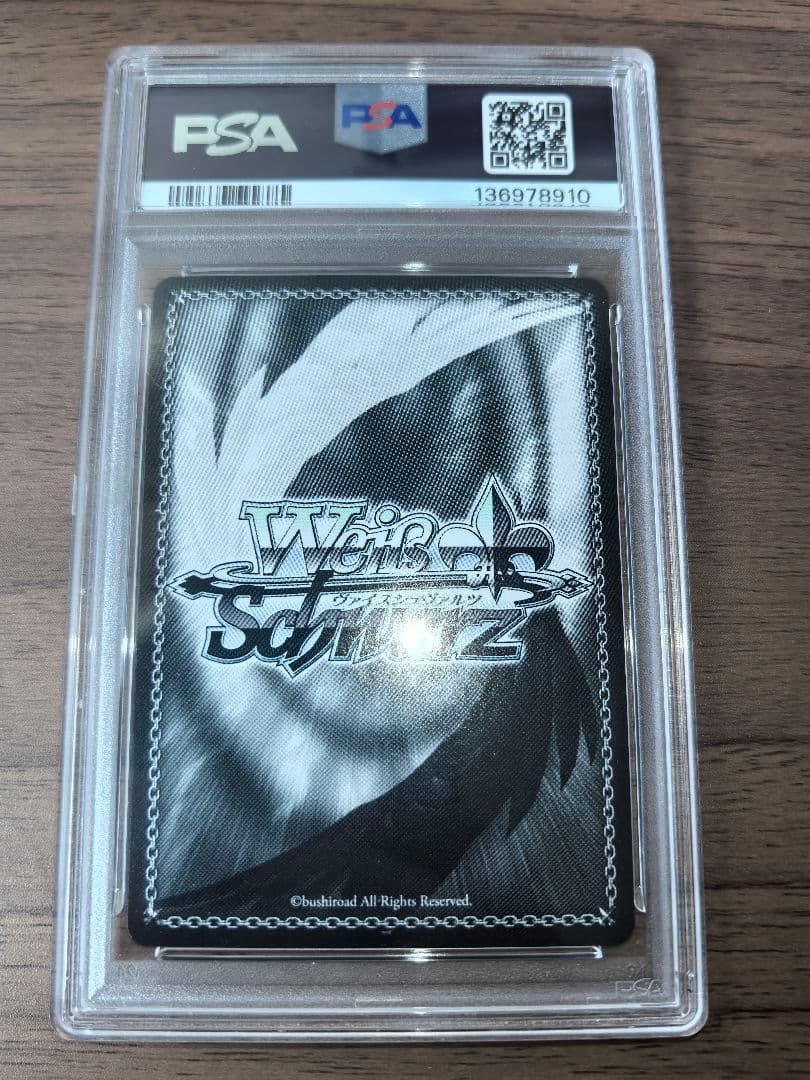 PSA
PSA
136978910
Weiß
ヴァイスシュヴァルツ
Schwarz
©bushiroad All Rights Reserved.
PSA